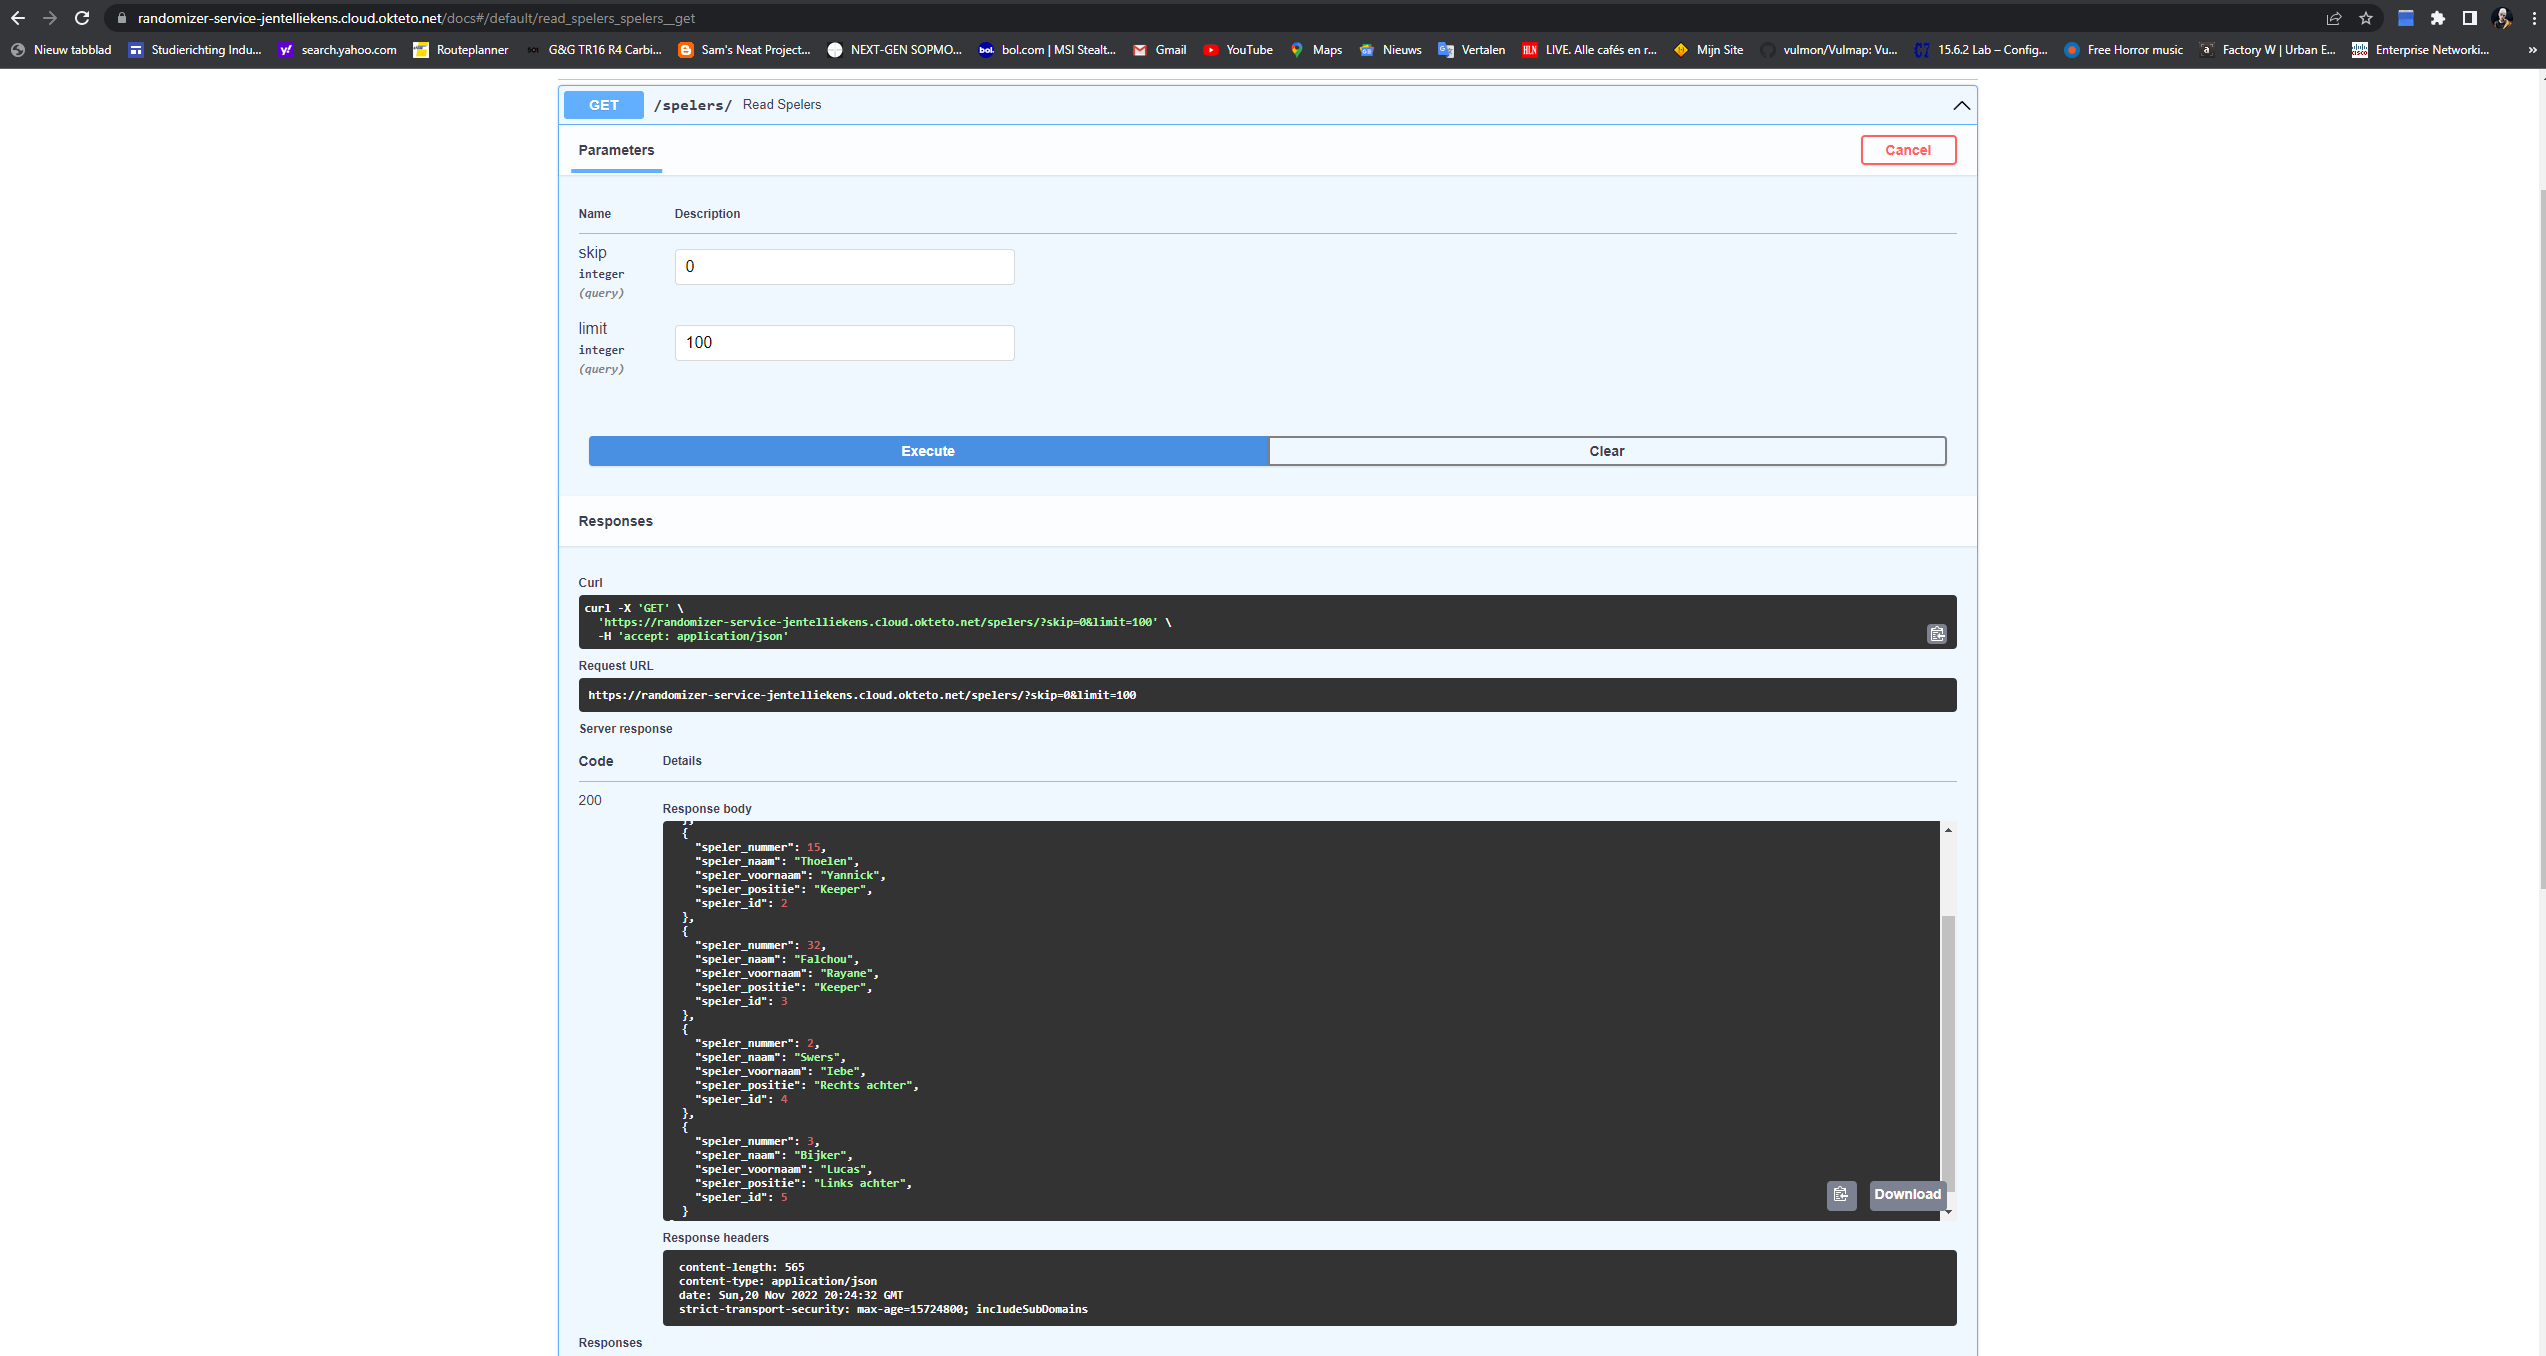 randomizer-service-jentelliekens.cloud.okteto.net/docs#/default/read_spelers_spelers__get
Nieuw tabblad Studierichting Indu... search.yahoo.com Routeplanner G&G TR16 R4 Carbi... Sam's Neat Project... NEXT-GEN SOPMO... bol.com | MSI Stealt... Gmail YouTube Maps Nieuws Vertalen LIVE. Alle cafés en r... Mijn Site vulmon/Vulmap: Vu... 15.6.2 Lab – Config... Free Horror music Factory W | Urban E... Enterprise Networki... »
GET /spelers/ Read Spelers
Parameters
Cancel
Name Description
skip
integer
(query)
0
limit
integer
(query)
100
Execute Clear
Responses
Curl
curl -X 'GET' \
'https://randomizer-service-jentelliekens.cloud.okteto.net/spelers/?skip=0&limit=100' \
-H 'accept: application/json'
Request URL
https://randomizer-service-jentelliekens.cloud.okteto.net/spelers/?skip=0&limit=100
Server response
Code Details
200
Response body
},
{
"speler_nummer": 15,
"speler_naam": "Thoelen",
"speler_voornaam": "Yannick",
"speler_positie": "Keeper",
"speler_id": 2
},
{
"speler_nummer": 32,
"speler_naam": "Falchou",
"speler_voornaam": "Rayane",
"speler_positie": "Keeper",
"speler_id": 3
},
{
"speler_nummer": 2,
"speler_naam": "Swers",
"speler_voornaam": "Iebe",
"speler_positie": "Rechts achter",
"speler_id": 4
},
{
"speler_nummer": 3,
"speler_naam": "Bijker",
"speler_voornaam": "Lucas",
"speler_positie": "Links achter",
"speler_id": 5
}
Download
Response headers
content-length: 565
content-type: application/json
date: Sun,20 Nov 2022 20:24:32 GMT
strict-transport-security: max-age=15724800; includeSubDomains
Responses